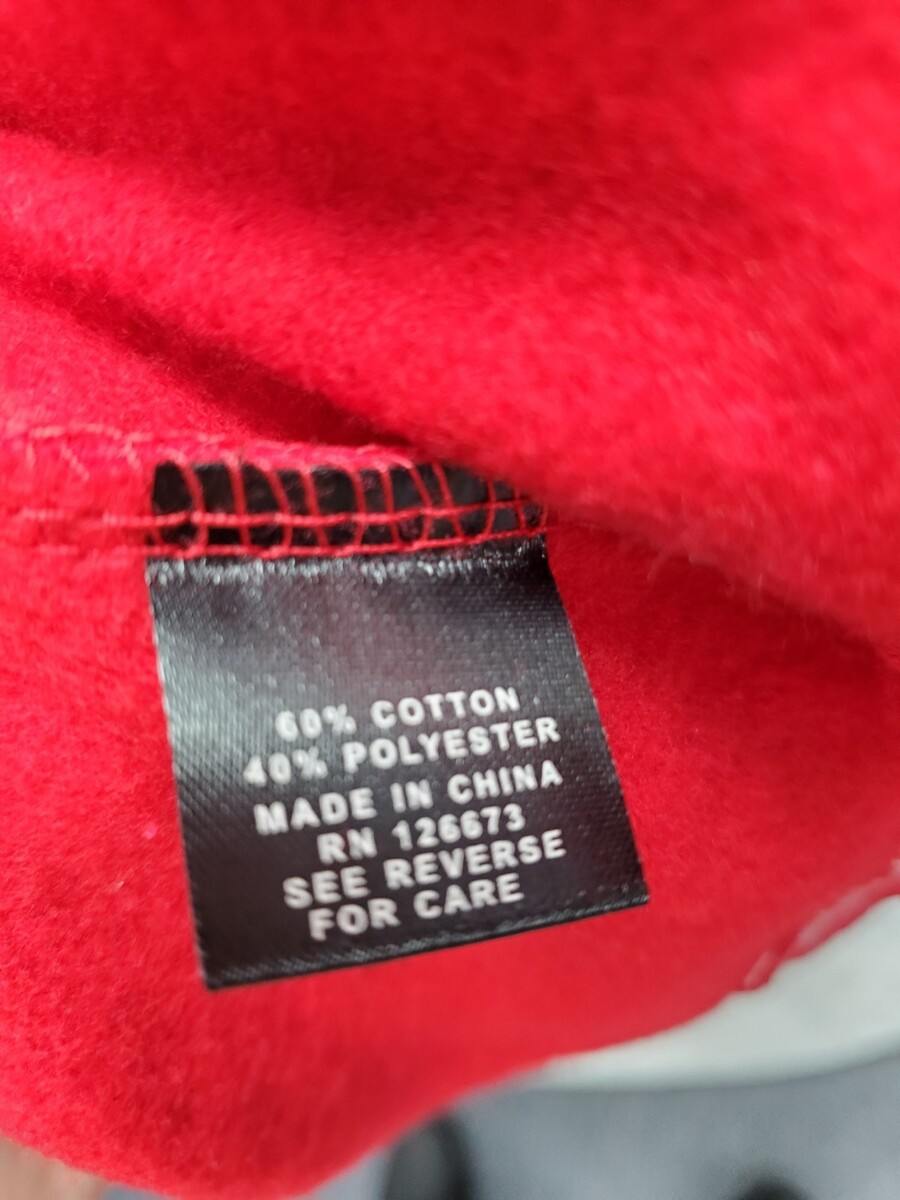 60% COTTON
40% POLYESTER
MADE IN CHINA
RN 126673
SEE REVERSE
FOR CARE